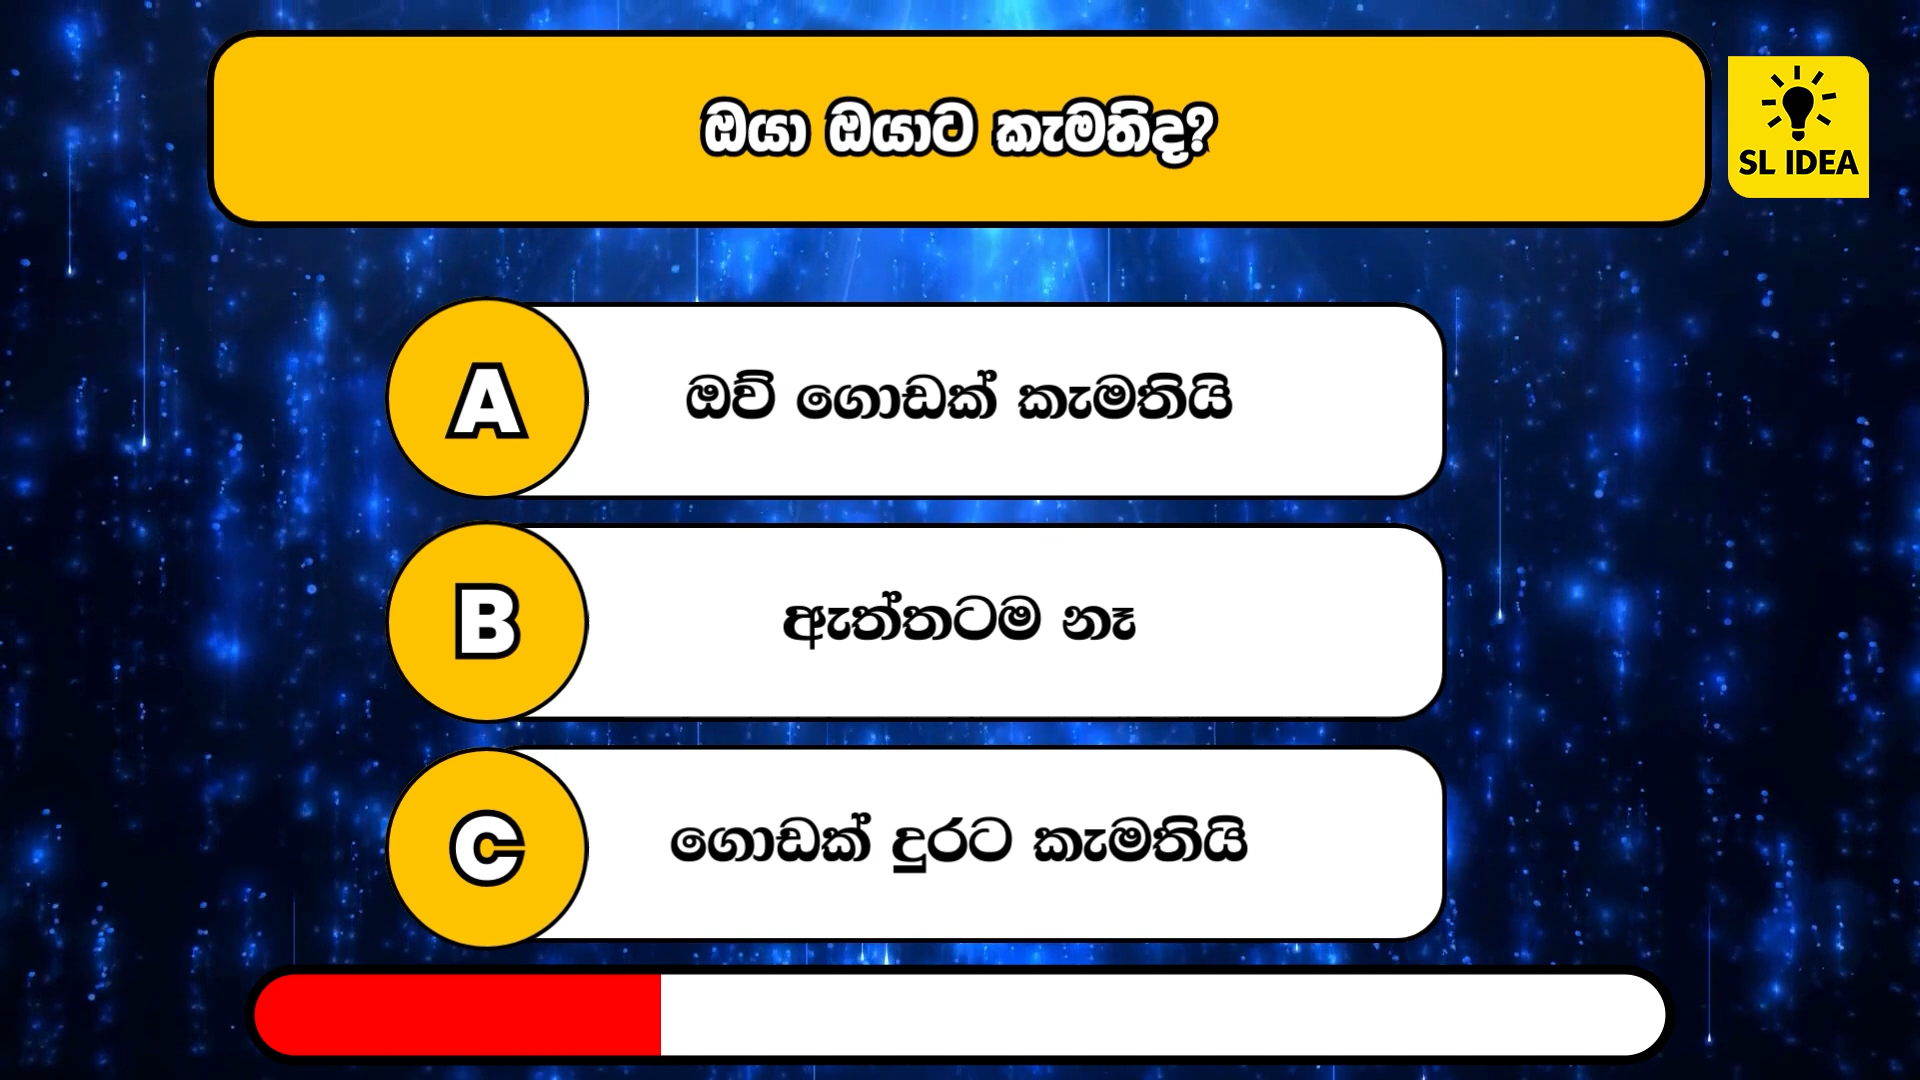 ඔයා ඔයාට කැමතිද?
SL IDEA
A
ඔව් ගොඩක් කැමතියි
B
ඇත්තටම නෑ
C
ගොඩක් දුරට කැමතියි